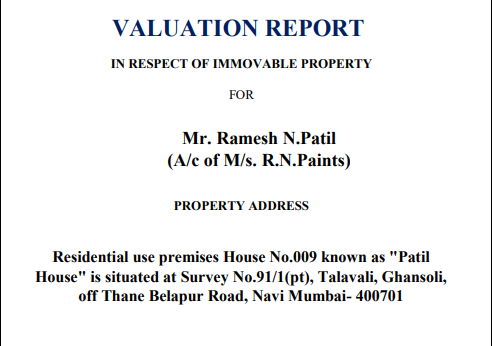 VALUATION REPORT
IN RESPECT OF IMMOVABLE PROPERTY
FOR
Mr. Ramesh N.Patil
(A/c of M/s. R.N.Paints)
PROPERTY ADDRESS
Residential use premises House No.009 known as "Patil
House" is situated at Survey No.91/1(pt), Talavali, Ghansoli,
off Thane Belapur Road, Navi Mumbai- 400701